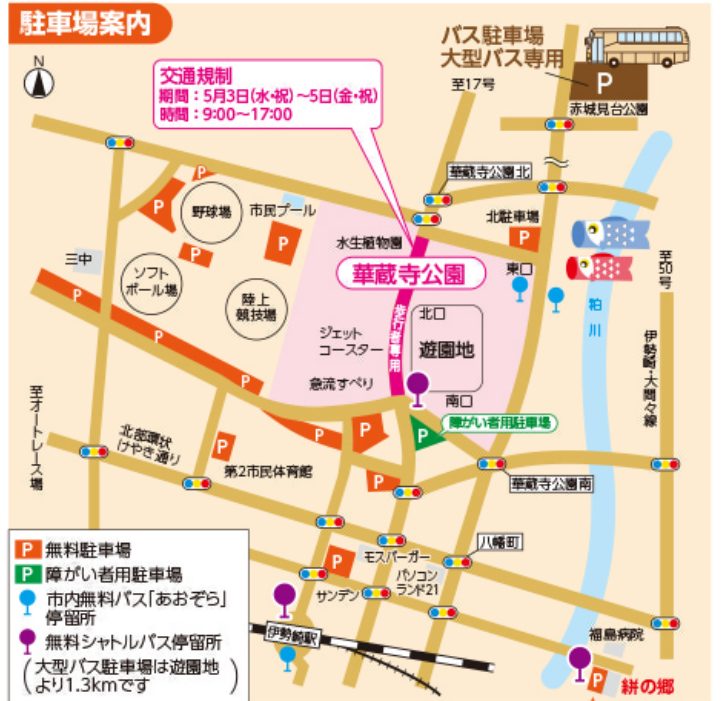 駐車場案内
N
交通規制
期間：5月3日(水・祝)～5日(金・祝)
時間：9:00～17:00
バス駐車場
大型バス専用
P
至17号
赤城見台公園
華蔵寺公園北
北駐車場
P
野球場
市民プール
P
P
P
P
水生植物園
華蔵寺公園
東口
三中
ソフト
ボール場
陸上
競技場
歩行者専用
北口
遊園地
南口
粕川
至50号
伊勢崎・大間々線
ジェット
コースター
急流すべり
P
P
P
障がい者用駐車場
P
P
P
P
至オートレース場
北部環状
けやき通り
P
第2市民体育館
華蔵寺公園南
八幡町
モスバーガー
P
サンデン
パソコン
ランド21
伊勢崎駅
福島病院
P
絣の郷
P 無料駐車場
P 障がい者用駐車場
市内無料バス「あおぞら」
停留所
無料シャトルバス停留所
(大型バス駐車場は遊園地
より1.3kmです)